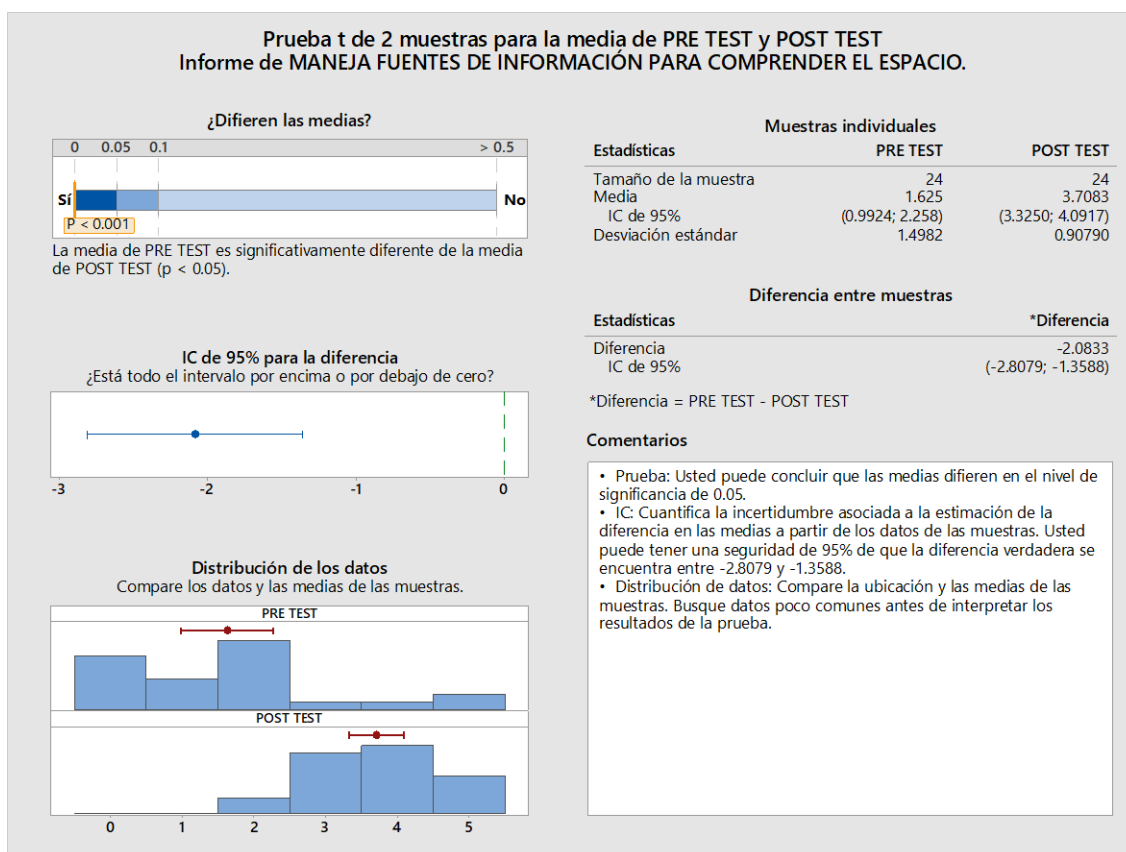 Prueba t de 2 muestras para la media de PRE TEST y POST TEST
Informe de MANEJA FUENTES DE INFORMACIÓN PARA COMPRENDER EL ESPACIO.
¿Difieren las medias?
0 0.05 0.1 > 0.5
Sí No
P < 0.001
La media de PRE TEST es significativamente diferente de la media
de POST TEST (p < 0.05).
IC de 95% para la diferencia
¿Está todo el intervalo por encima o por debajo de cero?
-3 -2 -1 0
Distribución de los datos
Compare los datos y las medias de las muestras.
PRE TEST
POST TEST
0 1 2 3 4 5
Muestras individuales
Estadísticas PRE TEST POST TEST
Tamaño de la muestra 24 24
Media 1.625 3.7083
IC de 95% (0.9924; 2.258) (3.3250; 4.0917)
Desviación estándar 1.4982 0.90790
Diferencia entre muestras
Estadísticas *Diferencia
Diferencia -2.0833
IC de 95% (-2.8079; -1.3588)
*Diferencia = PRE TEST - POST TEST
Comentarios
• Prueba: Usted puede concluir que las medias difieren en el nivel de
significancia de 0.05.
• IC: Cuantifica la incertidumbre asociada a la estimación de la
diferencia en las medias a partir de los datos de las muestras. Usted
puede tener una seguridad de 95% de que la diferencia verdadera se
encuentra entre -2.8079 y -1.3588.
• Distribución de datos: Compare la ubicación y las medias de las
muestras. Busque datos poco comunes antes de interpretar los
resultados de la prueba.